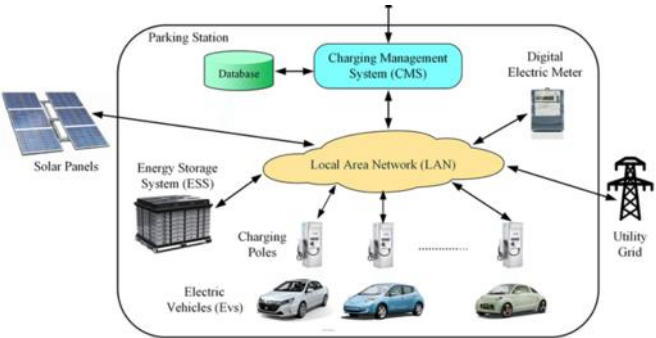 Parking Station
Charging Management
System (CMS)
Database
Digital
Electric Meter
Solar Panels
Local Area Network (LAN)
Energy Storage
System (ESS)
Charging
Poles
Utility
Grid
Electric
Vehicles (Evs)